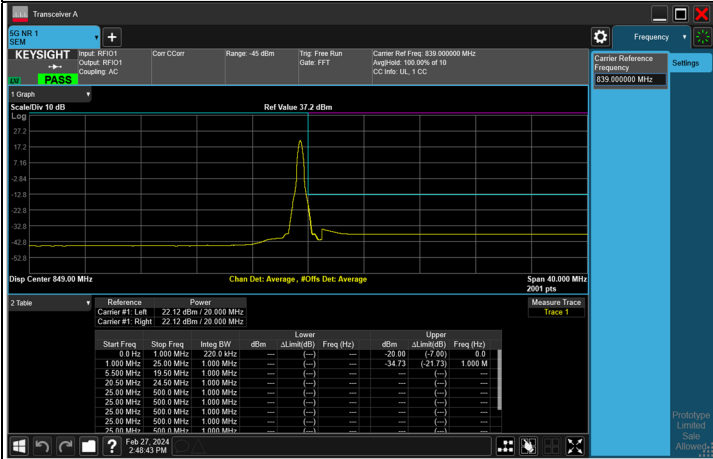 Transceiver A
5G NR 1
SEM
Frequency
KEYSIGHT
Input: RFIO1
Output: RFIO1
Coupling: AC
Corr CCorr
Range: -45 dBm
Trig: Free Run
Gate: FFT
Carrier Ref Freq: 839.000000 MHz
Avg|Hold: 100.00% of 10
CC Info: UL, 1 CC
PASS
Carrier Reference
Frequency
839.000000 MHz
Settings
1 Graph
Scale/Div 10 dB
Ref Value 37.2 dBm
Log
27.2
17.2
7.16
-2.84
-12.8
-22.8
-32.8
-42.8
-52.8
Disp Center 849.00 MHz
Chan Det: Average, #Offs Det: Average
Span 40.000 MHz
2001 pts
2 Table
Reference Power
Carrier #1: Left 22.12 dBm / 20.000 MHz
Carrier #1: Right 22.12 dBm / 20.000 MHz
Measure Trace
Trace 1
Lower Upper
Start Freq Stop Freq Integ BW dBm ΔLimit(dB) Freq (Hz) dBm ΔLimit(dB) Freq (Hz)
0.0 Hz 1.000 MHz 220.0 kHz --- (---) --- -20.00 (-7.00) 0.0
1.000 MHz 25.00 MHz 1.000 MHz --- (---) --- -34.73 (-21.73) 1.000 M
5.500 MHz 19.50 MHz 1.000 MHz --- (---) --- --- (---) ---
20.50 MHz 24.50 MHz 1.000 MHz --- (---) --- --- (---) ---
25.00 MHz 500.0 MHz 1.000 MHz --- (---) --- --- (---) ---
25.00 MHz 500.0 MHz 1.000 MHz --- (---) --- --- (---) ---
25.00 MHz 500.0 MHz 1.000 MHz --- (---) --- --- (---) ---
25.00 MHz 500.0 MHz 1.000 MHz --- (---) --- --- (---) ---
25.00 MHz 500.0 MHz 1.000 MHz --- (---) --- --- (---) ---
Prototype
Limited
Sale
Allowed
Feb 27, 2024
2:48:43 PM